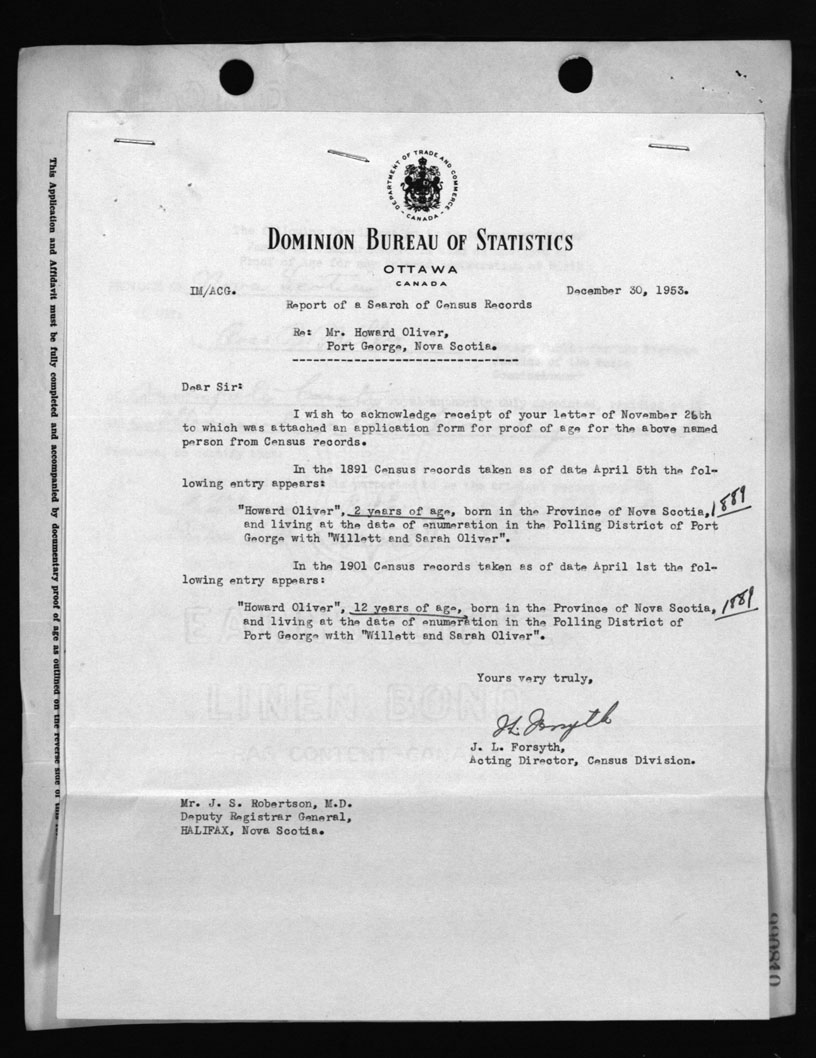 DEPARTMENT OF TRADE AND COMMERCE
- CANADA -
DOMINION BUREAU OF STATISTICS
OTTAWA
CANADA
IM/ACG.
December 30, 1953.
Report of a Search of Census Records
Re: Mr. Howard Oliver,
Port George, Nova Scotia.
Dear Sir:
I wish to acknowledge receipt of your letter of November 26th
to which was attached an application form for proof of age for the above named
person from Census records.
In the 1891 Census records taken as of date April 5th the fol-
lowing entry appears:
"Howard Oliver", 2 years of age, born in the Province of Nova Scotia, 1889
and living at the date of enumeration in the Polling District of Port
George with "Willett and Sarah Oliver".
In the 1901 Census records taken as of date April 1st the fol-
lowing entry appears:
"Howard Oliver", 12 years of age, born in the Province of Nova Scotia, 1889
and living at the date of enumeration in the Polling District of
Port George with "Willett and Sarah Oliver".
Yours very truly,
J. L. Forsyth
J. L. Forsyth,
Acting Director, Census Division.
Mr. J. S. Robertson, M.D.
Deputy Registrar General,
HALIFAX, Nova Scotia.
LINEN BOND
This Application and Affidavit must be fully completed and accompanied by documentary proof of age as outlined on the reverse side of